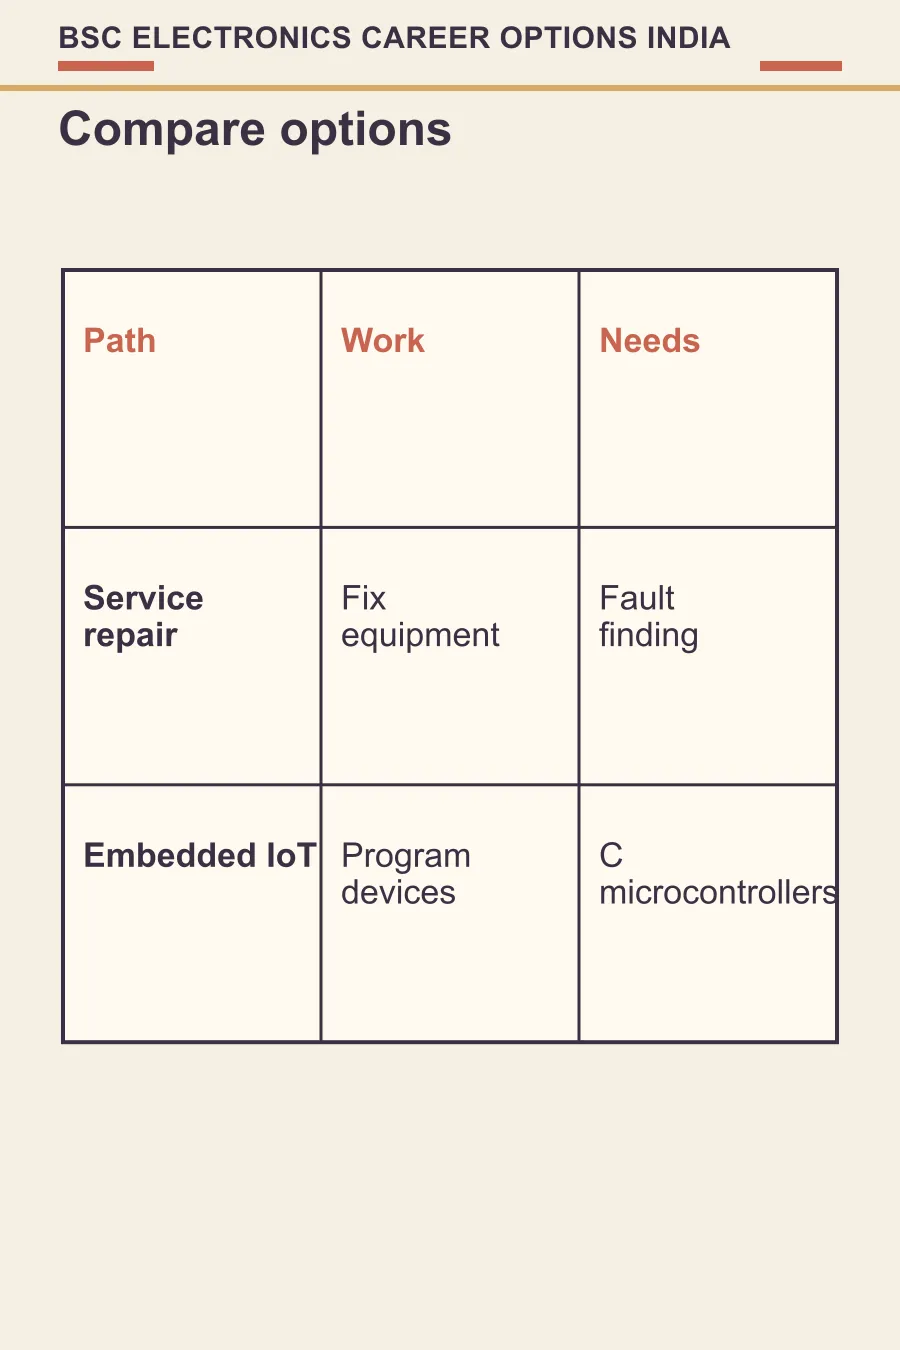 BSC ELECTRONICS CAREER OPTIONS INDIA
Compare options
Path
Work
Needs
Service
repair
Fix
equipment
Fault
finding
Embedded IoT
Program
devices
C
microcontrollers